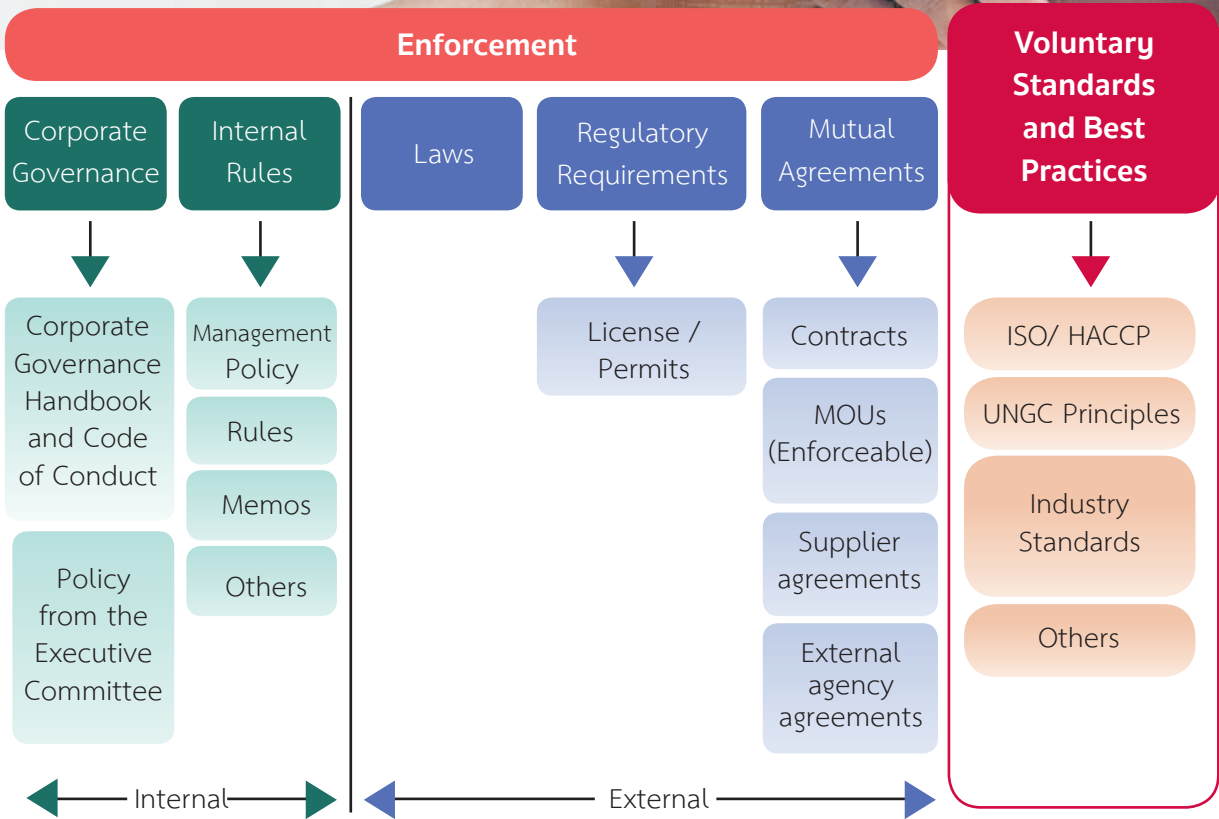 Enforcement
Voluntary
Standards
and Best
Practices
Corporate
Governance
Internal
Rules
Laws
Regulatory
Requirements
Mutual
Agreements
Corporate
Governance
Handbook
and Code
of Conduct
Policy
from the
Executive
Committee
Management
Policy
Rules
Memos
Others
License /
Permits
Contracts
MOUs
(Enforceable)
Supplier
agreements
External
agency
agreements
ISO/ HACCP
UNGC Principles
Industry
Standards
Others
Internal
External